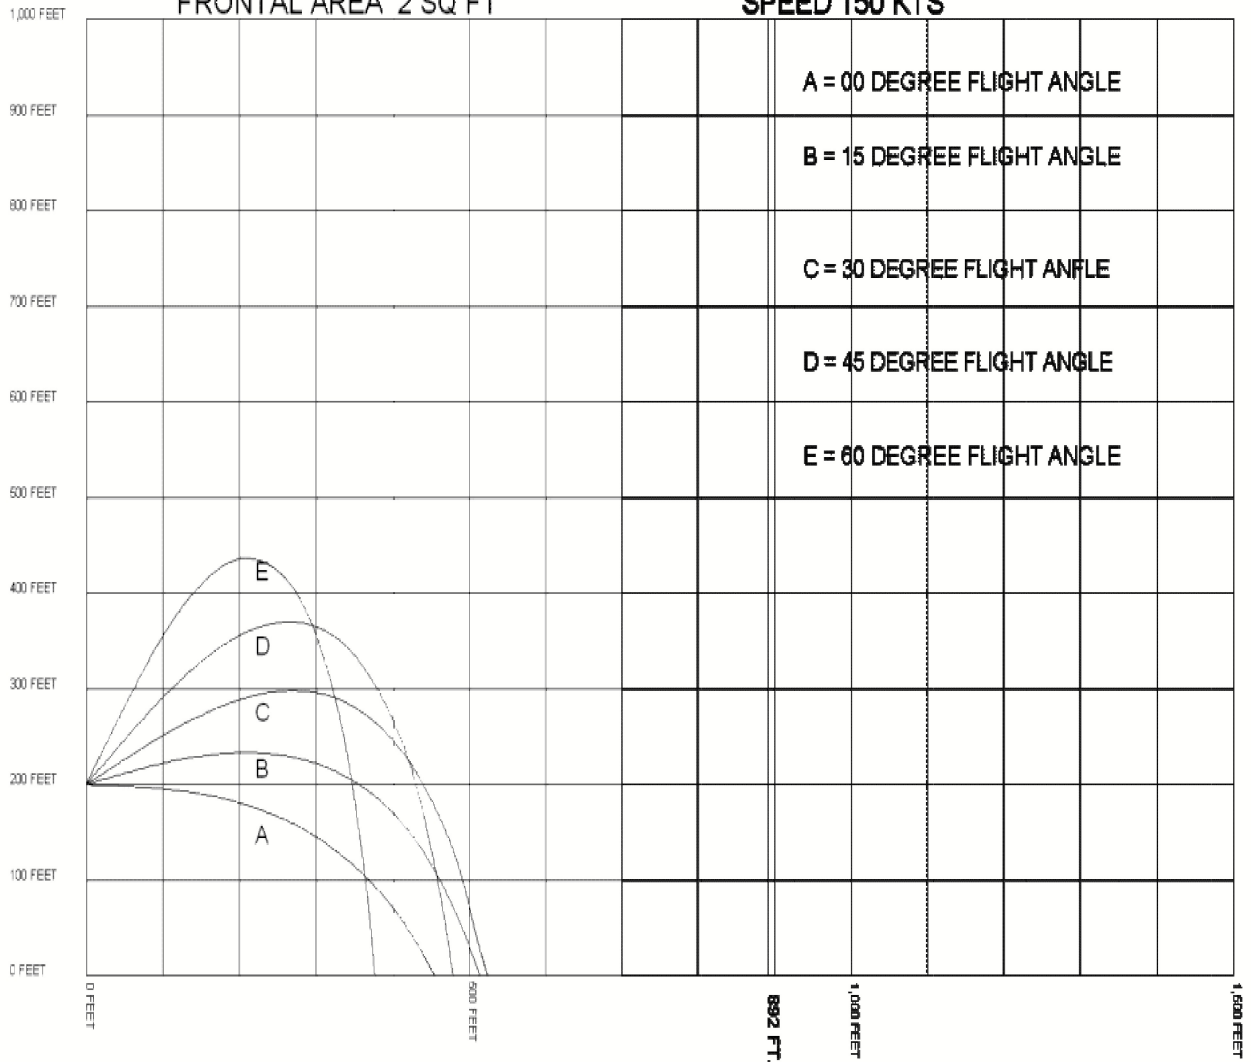 FRONTAL AREA 2 SQ FT
SPEED 150 KTS
1,000 FEET
A = 00 DEGREE FLIGHT ANGLE
900 FEET
B = 15 DEGREE FLIGHT ANGLE
800 FEET
C = 30 DEGREE FLIGHT ANFLE
700 FEET
D = 45 DEGREE FLIGHT ANGLE
600 FEET
E = 60 DEGREE FLIGHT ANGLE
500 FEET
E
400 FEET
D
300 FEET
C
B
200 FEET
A
100 FEET
0 FEET
0 FEET
500 FEET
892 FT.
1,000 FEET
1,500 FEET